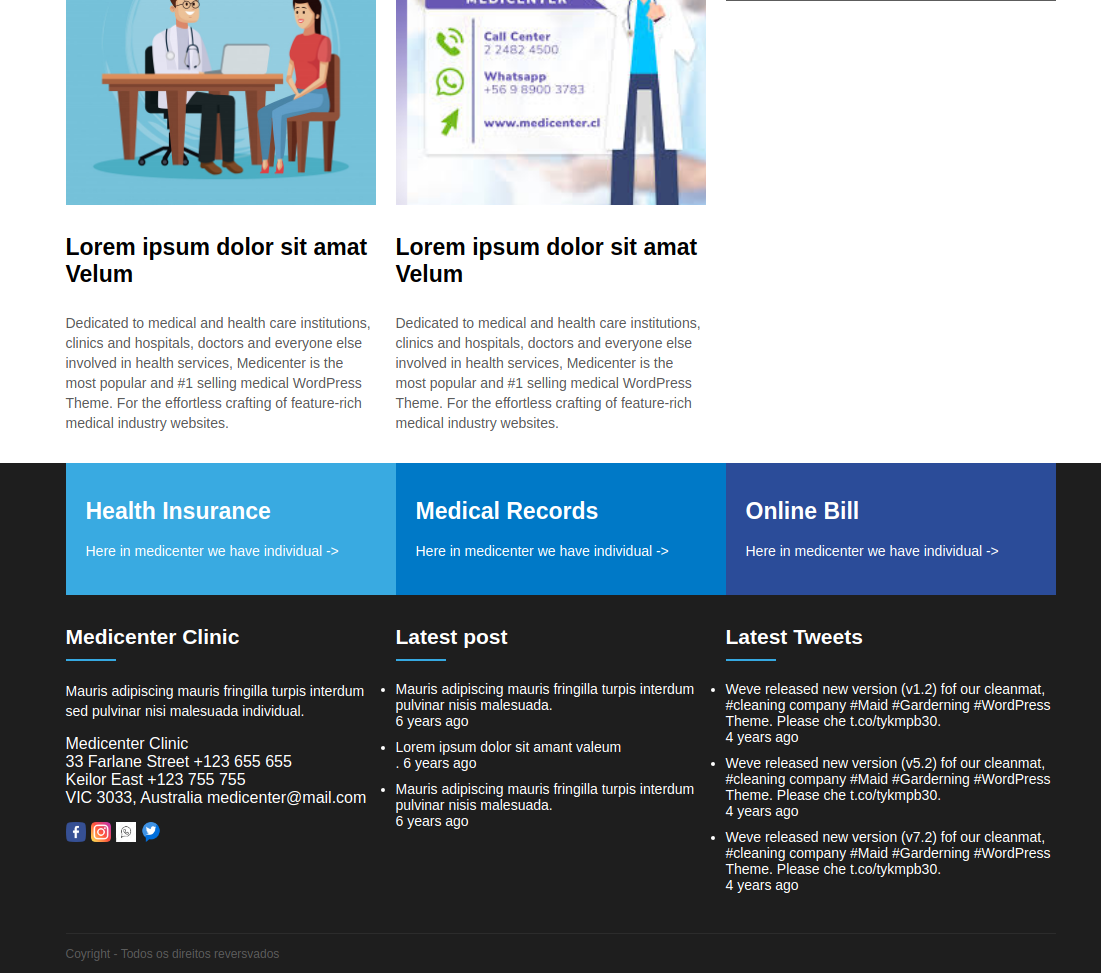 MEDICENTER
Call Center
2 2482 4500
Whatsapp
+56 9 8900 3783
www.medicenter.cl
Lorem ipsum dolor sit amat
Velum
Dedicated to medical and health care institutions,
clinics and hospitals, doctors and everyone else
involved in health services, Medicenter is the
most popular and #1 selling medical WordPress
Theme. For the effortless crafting of feature-rich
medical industry websites.
Lorem ipsum dolor sit amat
Velum
Dedicated to medical and health care institutions,
clinics and hospitals, doctors and everyone else
involved in health services, Medicenter is the
most popular and #1 selling medical WordPress
Theme. For the effortless crafting of feature-rich
medical industry websites.
Health Insurance
Here in medicenter we have individual ->
Medical Records
Here in medicenter we have individual ->
Online Bill
Here in medicenter we have individual ->
Medicenter Clinic
Mauris adipiscing mauris fringilla turpis interdum
sed pulvinar nisi malesuada individual.
Medicenter Clinic
33 Farlane Street +123 655 655
Keilor East +123 755 755
VIC 3033, Australia medicenter@mail.com
Latest post
Mauris adipiscing mauris fringilla turpis interdum
pulvinar nisis malesuada.
6 years ago
Lorem ipsum dolor sit amant valeum
. 6 years ago
Mauris adipiscing mauris fringilla turpis interdum
pulvinar nisis malesuada.
6 years ago
Latest Tweets
Weve released new version (v1.2) fof our cleanmat,
#cleaning company #Maid #Garderning #WordPress
Theme. Please che t.co/tykmpb30.
4 years ago
Weve released new version (v5.2) fof our cleanmat,
#cleaning company #Maid #Garderning #WordPress
Theme. Please che t.co/tykmpb30.
4 years ago
Weve released new version (v7.2) fof our cleanmat,
#cleaning company #Maid #Garderning #WordPress
Theme. Please che t.co/tykmpb30.
4 years ago
Coyright - Todos os direitos reversvados